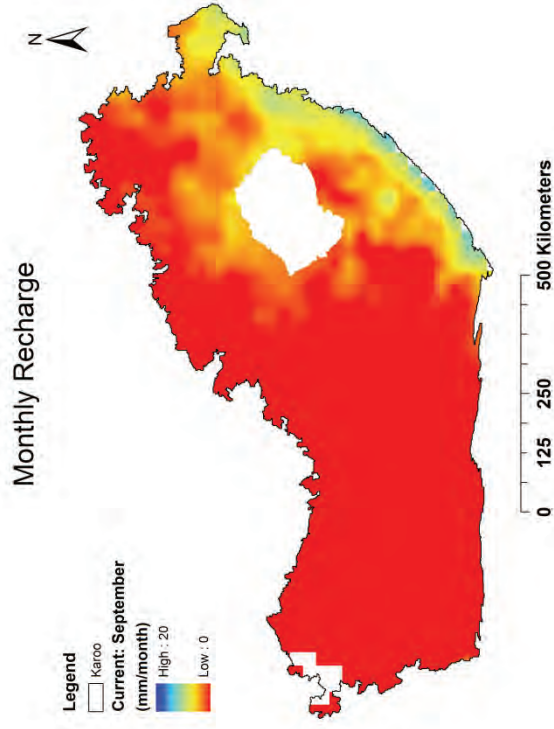 Monthly Recharge
N
Legend
Karoo
Current: September
(mm/month)
High : 20
Low : 0
0 125 250 500 Kilometers